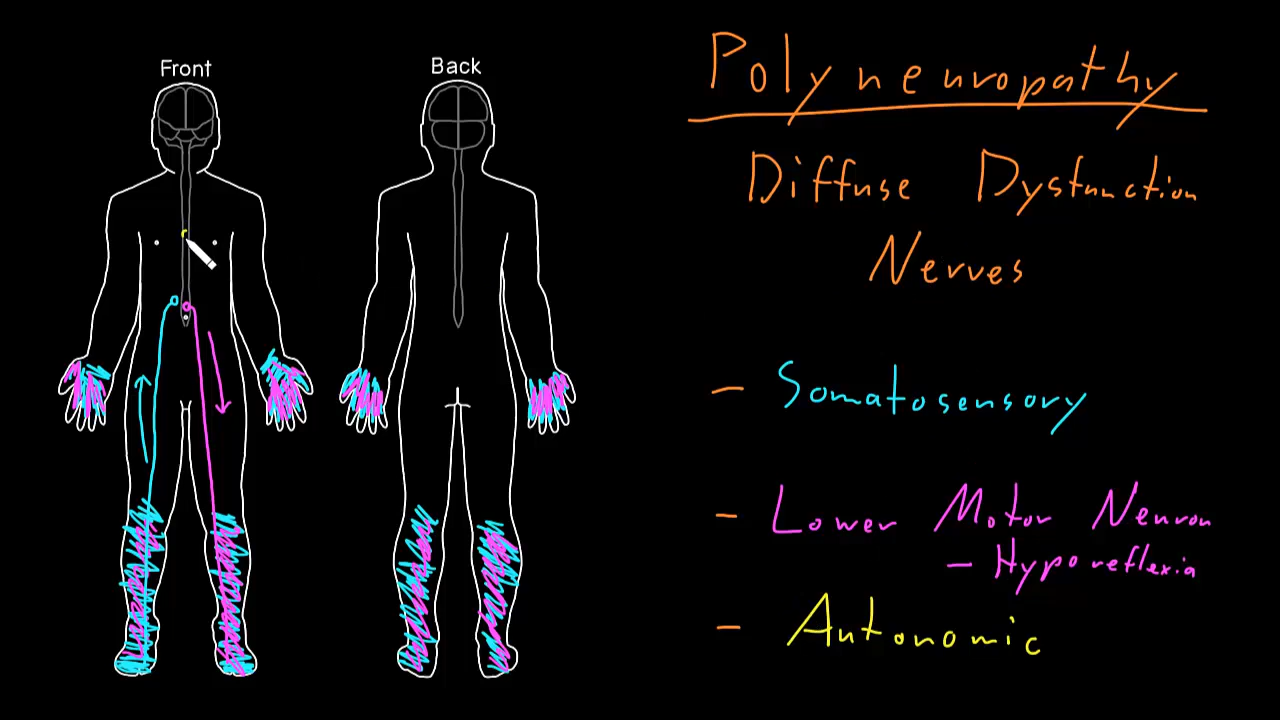 Front
Back
Polyneuropathy
Diffuse Dysfunction
Nerves
- Somatosensory
- Lower Motor Neuron
- Hyporeflexia
- Autonomic